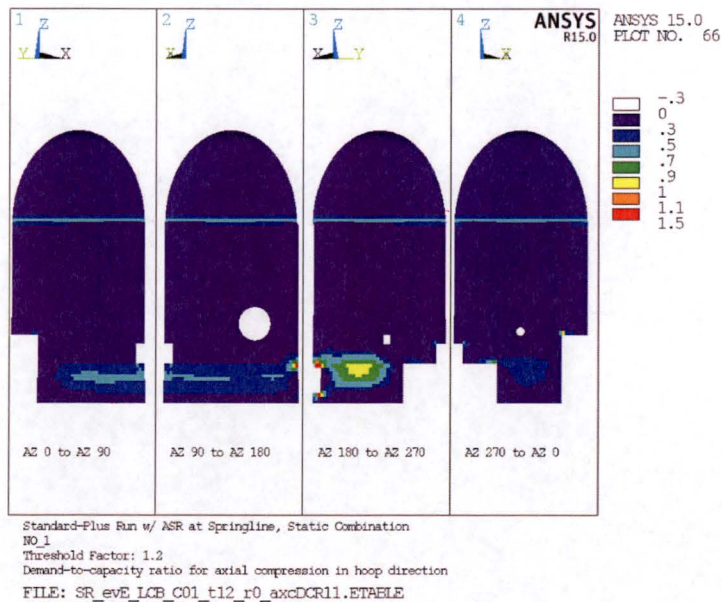 1
Z
Y
X
2
Z
X
3
Z
X
Y
4
Z
X
ANSYS
R15.0
ANSYS 15.0
PLOT NO. 66
-.3
0
.3
.5
.7
.9
1
1.1
1.5
AZ 0 to AZ 90
AZ 90 to AZ 180
AZ 180 to AZ 270
AZ 270 to AZ 0
Standard-Plus Run w/ ASR at Springline, Static Combination
NO_1
Threshold Factor: 1.2
Demand-to-capacity ratio for axial compression in hoop direction
FILE: SR_evE_LCB_C01_t12_r0_axcDCR11.ETABLE